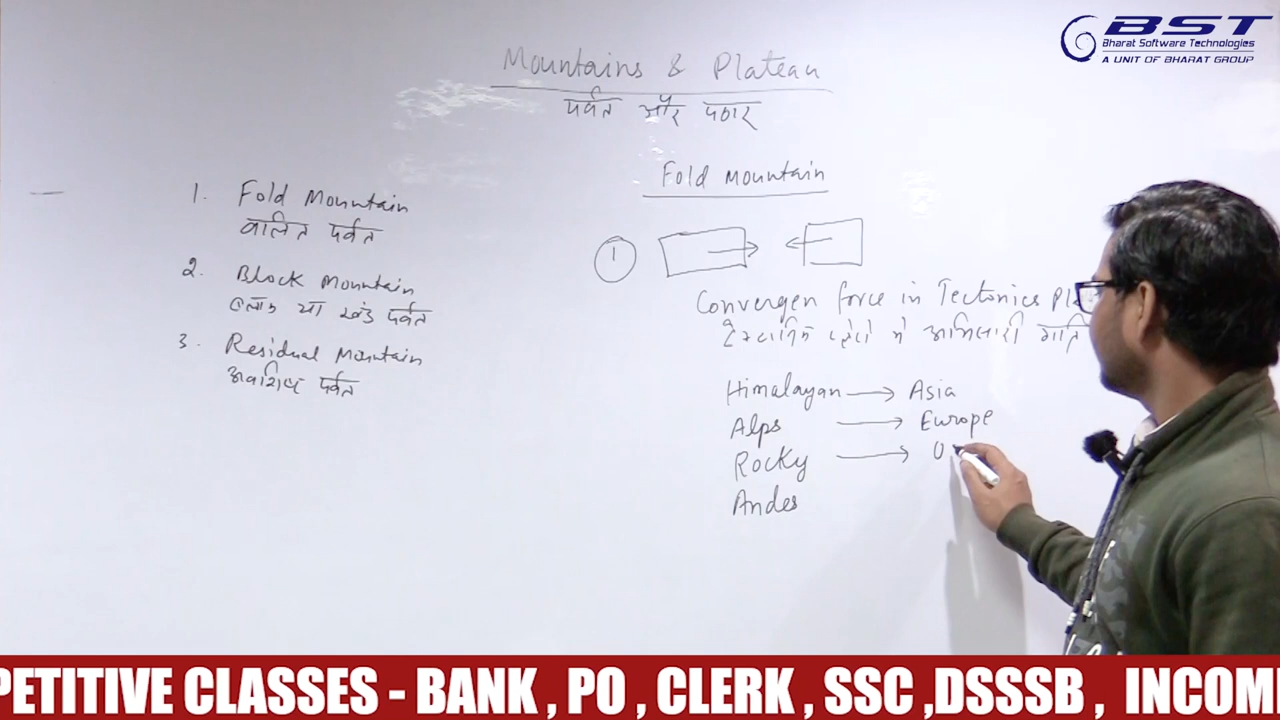 BST
Bharat Software Technologies
A UNIT OF BHARAT GROUP
Mountains & Plateau
पर्वत और पठार
1. Fold Mountain
वालित पर्वत
2. Block Mountain
ब्लॉक या खंड पर्वत
3. Residual Mountain
अवशिष्ट पर्वत
Fold Mountain
1
Convergen force in Tectonics
में गति
Himalayan → Asia
Alps → Europe
Rocky → U
Andes
PETITIVE CLASSES - BANK , PO , CLERK , SSC ,DSSSB , INCOM